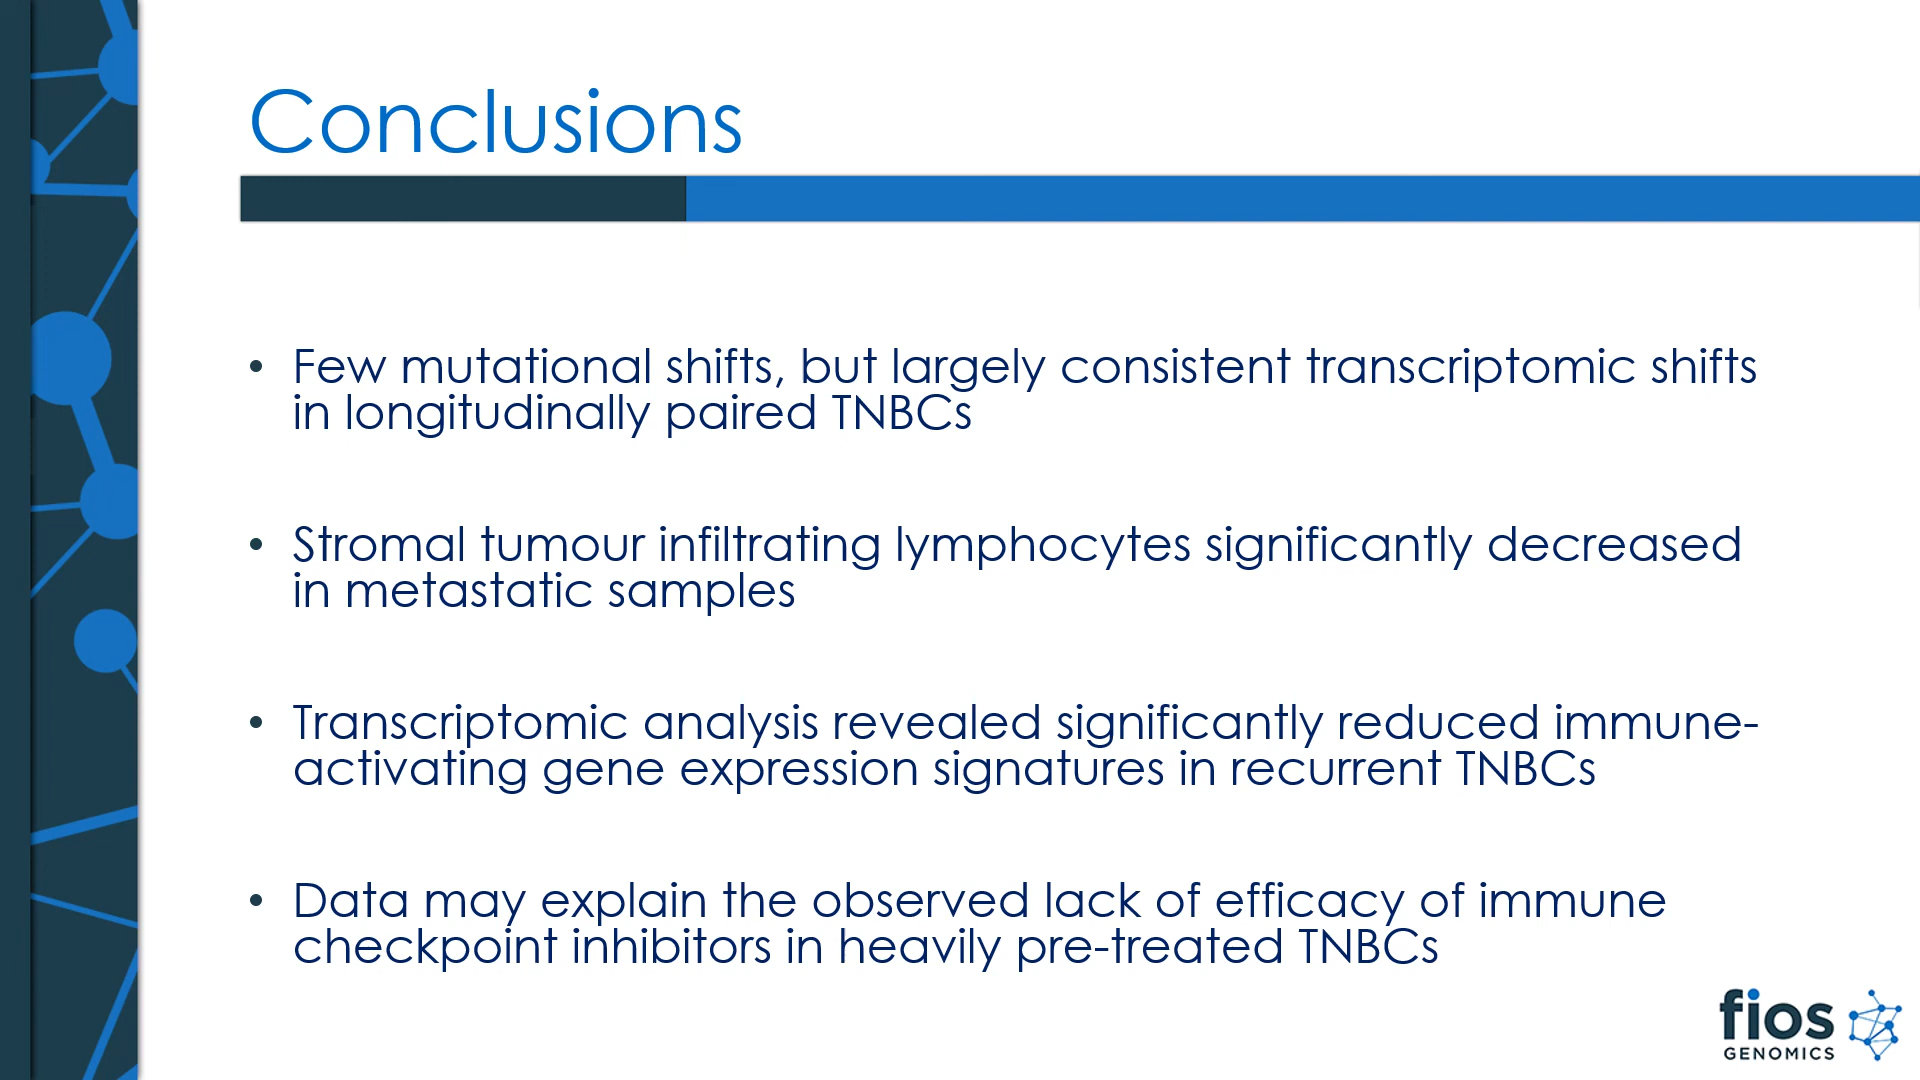 Conclusions
• Few mutational shifts, but largely consistent transcriptomic shifts
in longitudinally paired TNBCs
• Stromal tumour infiltrating lymphocytes significantly decreased
in metastatic samples
• Transcriptomic analysis revealed significantly reduced immune-
activating gene expression signatures in recurrent TNBCs
• Data may explain the observed lack of efficacy of immune
checkpoint inhibitors in heavily pre-treated TNBCs
fios
GENOMICS